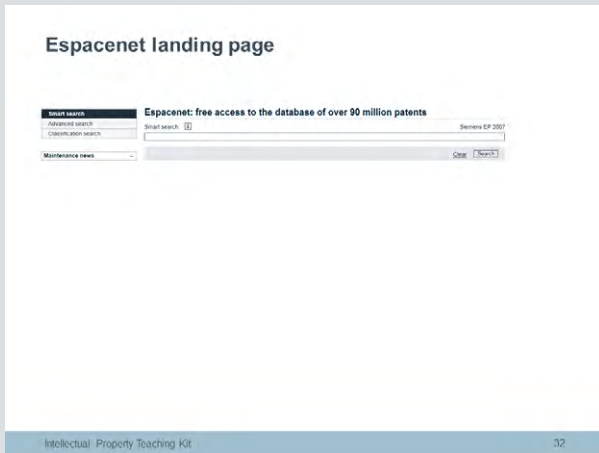 Espacenet landing page
Smart search
Advanced search
Classification search
Maintenance news
Espacenet: free access to the database of over 90 million patents
Smart search
Siemens EP 2007
Clear Search
Intellectual Property Teaching Kit 32